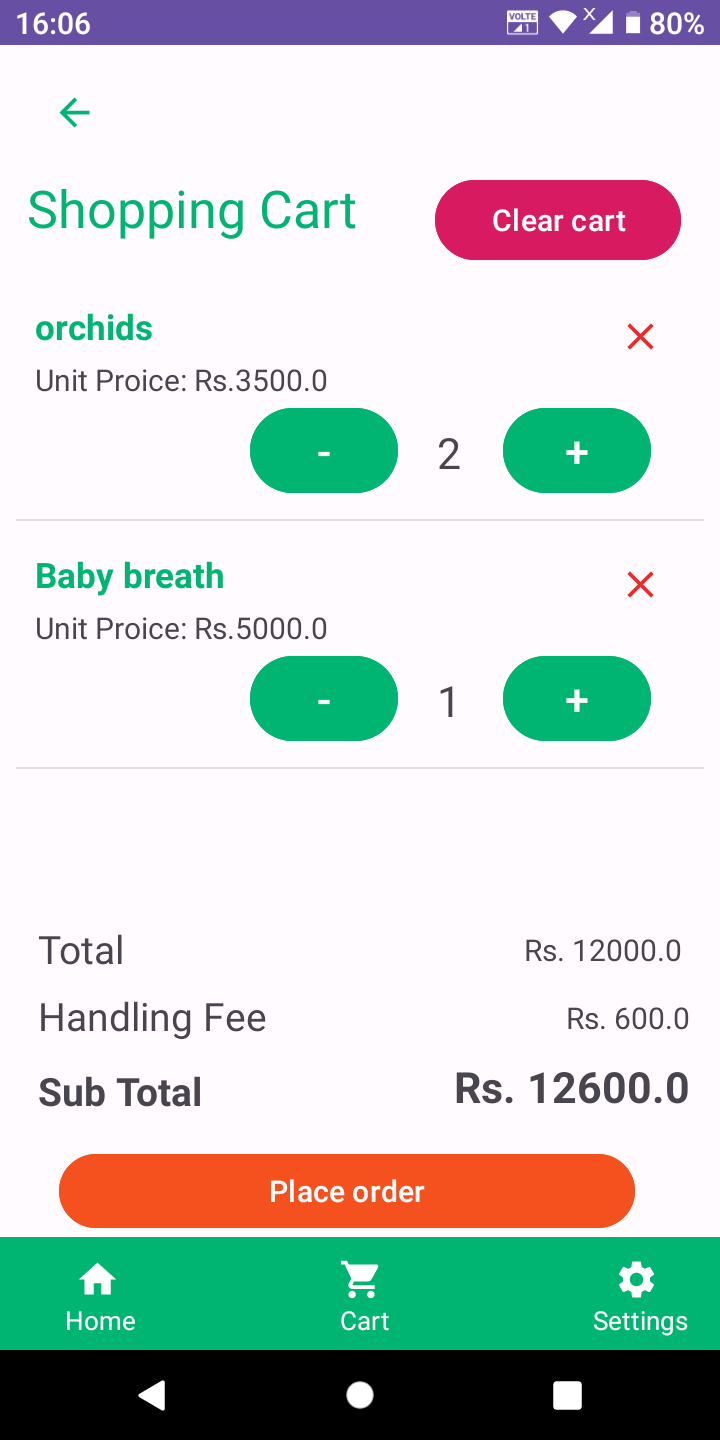 16:06 VOLTE 1 X 80%
Shopping Cart
Clear cart
orchids
Unit Proice: Rs.3500.0
- 2 +
Baby breath
Unit Proice: Rs.5000.0
- 1 +
Total Rs. 12000.0
Handling Fee Rs. 600.0
Sub Total Rs. 12600.0
Place order
Home Cart Settings